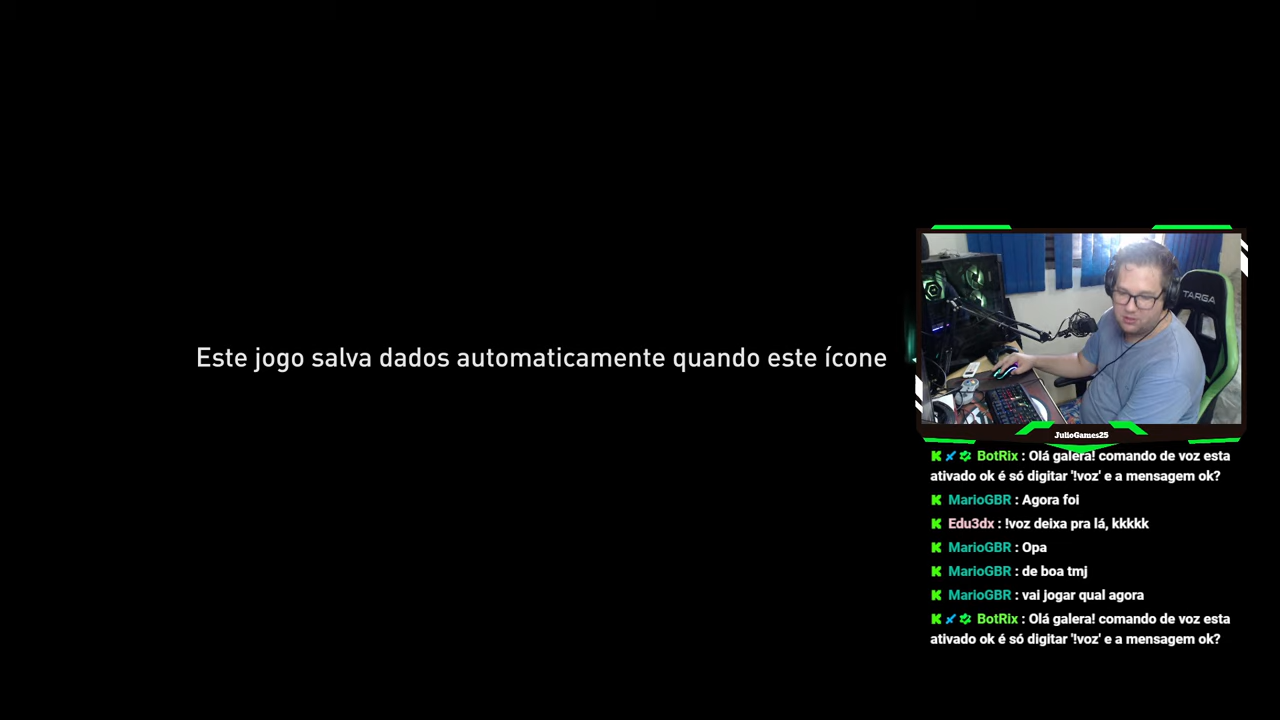 Este jogo salva dados automaticamente quando este ícone
TARGA
JulioGames25
BotRix : Olá galera! comando de voz esta
ativado ok é só digitar '!voz' e a mensagem ok?
MarioGBR : Agora foi
Edu3dx : !voz deixa pra lá, kkkkk
MarioGBR : Opa
MarioGBR : de boa tmj
MarioGBR : vai jogar qual agora
BotRix : Olá galera! comando de voz esta
ativado ok é só digitar '!voz' e a mensagem ok?